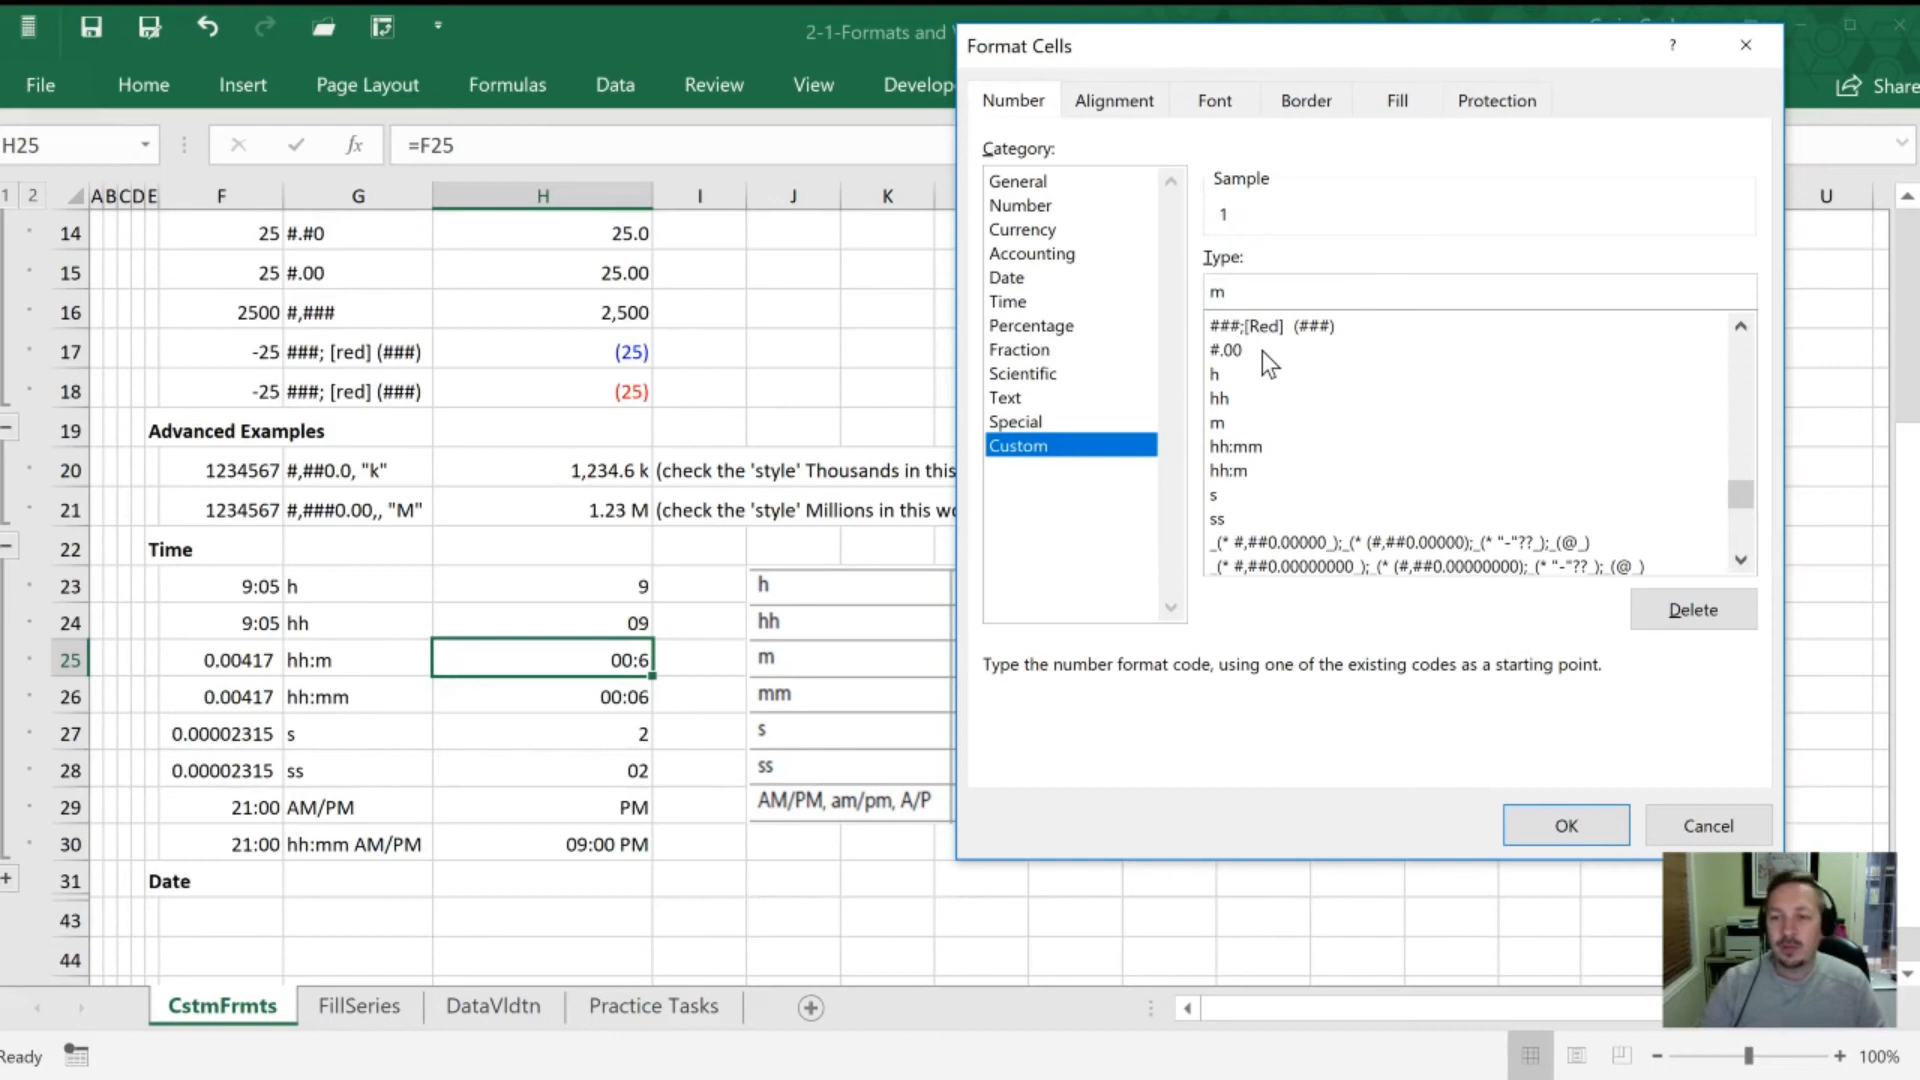 2-1-Formats and
File Home Insert Page Layout Formulas Data Review View Develop Share
H25 fx =F25
1 2 A B C D E F G H I J K U
14 25 #.#0 25.0
15 25 #.00 25.00
16 2500 #,### 2,500
17 -25 ###; [red] (###) (25)
18 -25 ###; [red] (###) (25)
19 Advanced Examples
20 1234567 #,##0.0, "k" 1,234.6 k (check the 'style' Thousands in this
21 1234567 #,###0.00,, "M" 1.23 M (check the 'style' Millions in this
22 Time
23 9:05 h 9 h
24 9:05 hh 09 hh
25 0.00417 hh:m 00:6 m
26 0.00417 hh:mm 00:06 mm
27 0.00002315 s 2 s
28 0.00002315 ss 02 ss
29 21:00 AM/PM PM AM/PM, am/pm, A/P
30 21:00 hh:mm AM/PM 09:00 PM
31 Date
43
44
CstmFrmts FillSeries DataVldtn Practice Tasks
Ready 100%
Format Cells ?
Number Alignment Font Border Fill Protection
Category:
General
Number
Currency
Accounting
Date
Time
Percentage
Fraction
Scientific
Text
Special
Custom
Sample
1
Type:
m
###;[Red] (###)
#.00
h
hh
m
hh:mm
hh:m
s
ss
_(* #,##0.00000_);_(* (#,##0.00000);_(* "-"??_);_(@_)
_(* #,##0.00000000_);_(* (#,##0.00000000);_(* "-"??_);_(@_)
Delete
Type the number format code, using one of the existing codes as a starting point.
OK Cancel